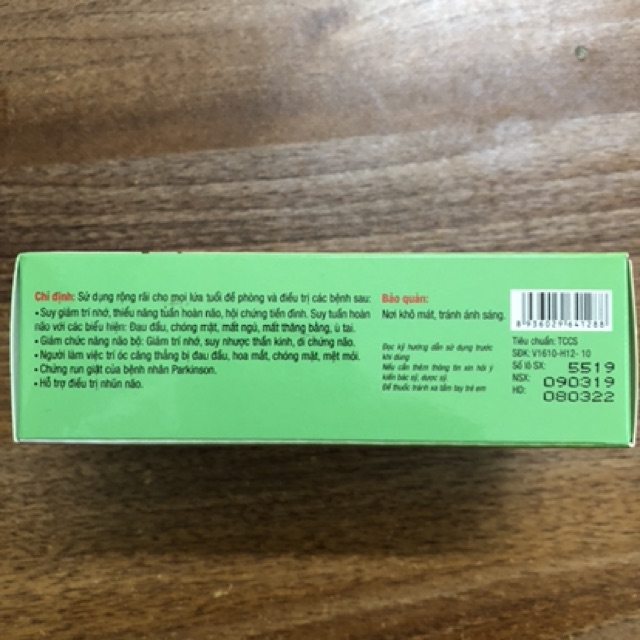 Chỉ định: Sử dụng rộng rãi cho mọi lứa tuổi để phòng và điều trị các bệnh sau:
• Suy giảm trí nhớ, thiểu năng tuần hoàn não, hội chứng tiền đình. Suy tuần hoàn
não với các biểu hiện: Đau đầu, chóng mặt, mất ngủ, mất thăng bằng, ù tai.
• Giảm chức năng não bộ: Giảm trí nhớ, suy nhược thần kinh, di chứng não.
• Người làm việc trí óc căng thẳng bị đau đầu, hoa mắt, chóng mặt, mệt mỏi.
• Chứng run giật của bệnh nhân Parkinson.
• Hỗ trợ điều trị nhũn não.
Bảo quản:
Nơi khô mát, tránh ánh sáng.
Đọc kỹ hướng dẫn sử dụng trước
khi dùng
Nếu cần thêm thông tin xin hỏi ý
kiến bác sỹ, dược sỹ.
Để thuốc tránh xa tầm tay trẻ em
8 936029 641288
Tiêu chuẩn: TCCS
SĐK: V1610-H12- 10
Số lô SX: 5519
NSX: 090319
HD: 080322